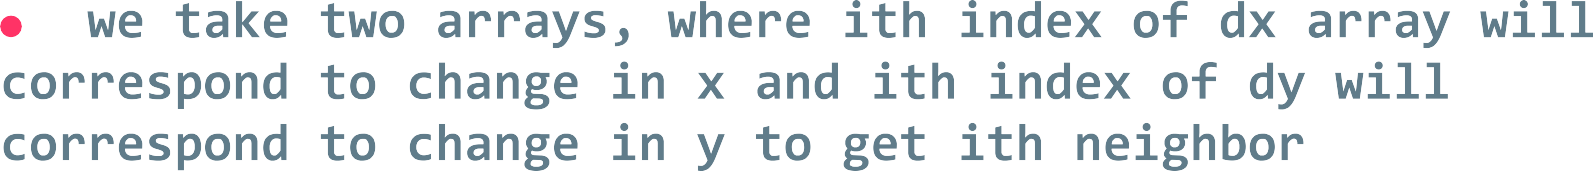 ● we take two arrays, where ith index of dx array will
correspond to change in x and ith index of dy will
correspond to change in y to get ith neighbor